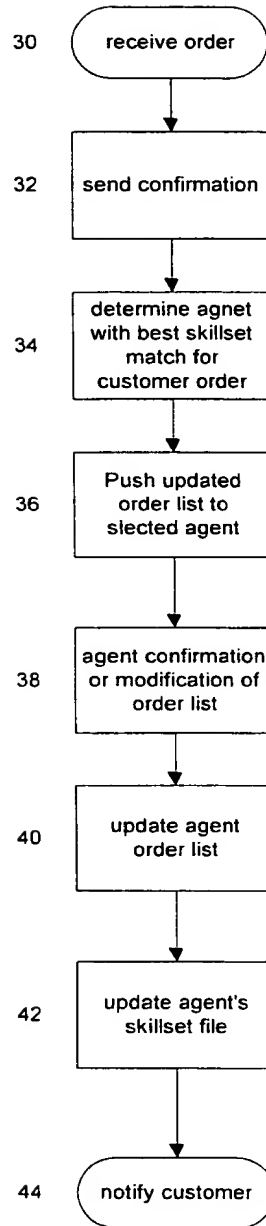 30
receive order
32
send confirmation
34
determine agnet
with best skillset
match for
customer order
36
Push updated
order list to
slected agent
38
agent confirmation
or modification of
order list
40
update agent
order list
42
update agent's
skillset file
44
notify customer